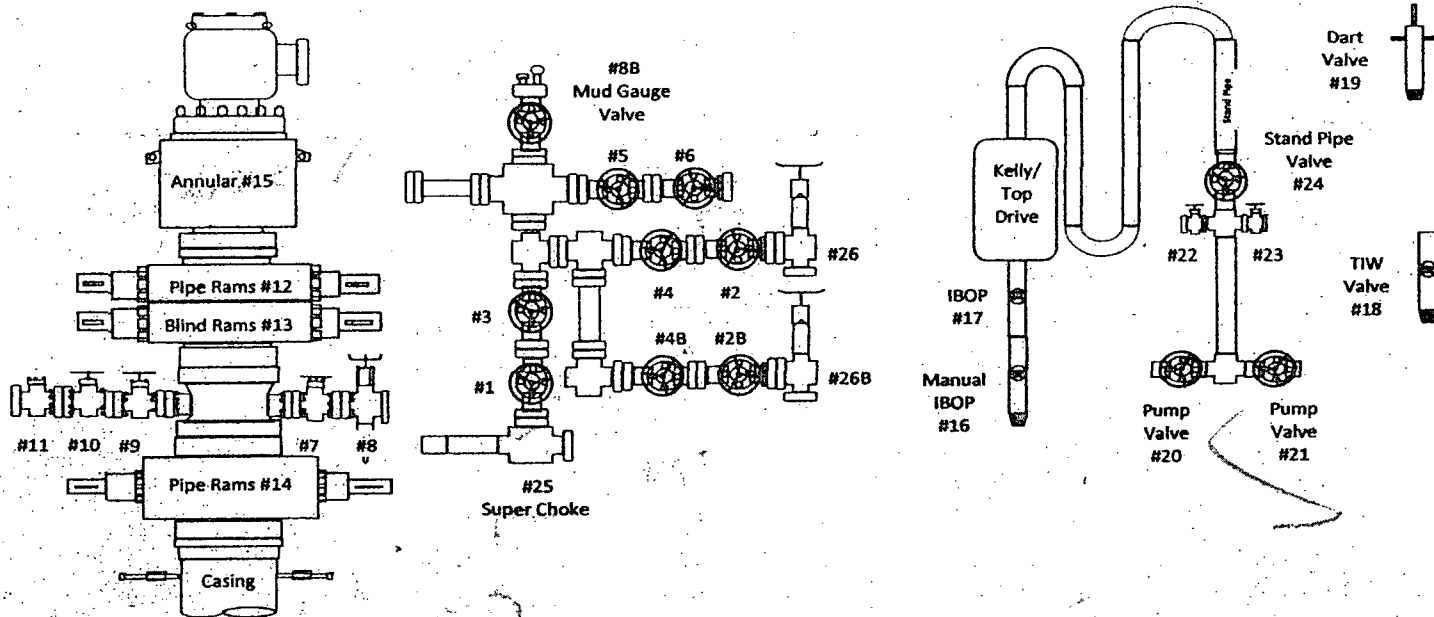 Annular #15
Pipe Rams #12
Blind Rams #13
#11
#10
#9
#7
#8
Pipe Rams #14
Casing
#8B
Mud Gauge
Valve
#5
#6
#4
#2
#26
#3
#4B
#2B
#1
#26B
#25
Super Choke
Kelly/
Top
Drive
IBOP
#17
Manual
IBOP
#16
Stand Pipe
Stand Pipe
Valve
#24
#22
#23
Pump
Valve
#20
Pump
Valve
#21
Dart
Valve
#19
TIW
Valve
#18